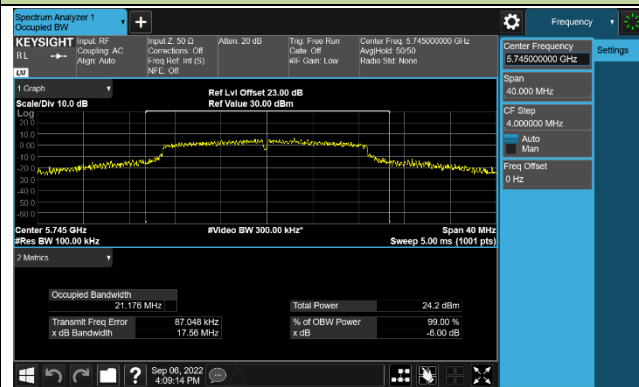 Spectrum Analyzer 1
Occupied BW
Frequency
KEYSIGHT
RL
LXI
Input: RF
Coupling: AC
Align: Auto
Input Z: 50 Ω
Corrections: Off
Freq Ref: Int (S)
NFE: Off
Atten: 20 dB
Trig: Free Run
Gate: Off
#IF Gain: Low
Center Freq: 5.745000000 GHz
Avg|Hold: 50/50
Radio Std: None
1 Graph
Scale/Div 10.0 dB
Ref Lvl Offset 23.00 dB
Ref Value 30.00 dBm
Log
20.0
10.0
0.00
-10.0
-20.0
-30.0
-40.0
-50.0
-60.0
Center 5.745 GHz
#Res BW 100.00 kHz
#Video BW 300.00 kHz*
Span 40 MHz
Sweep 5.00 ms (1001 pts)
2 Metrics
Occupied Bandwidth
21.176 MHz
Transmit Freq Error 87.048 kHz
x dB Bandwidth 17.56 MHz
Total Power 24.2 dBm
% of OBW Power 99.00 %
x dB -6.00 dB
Sep 06, 2022
4:09:14 PM
Center Frequency
5.745000000 GHz
Span
40.000 MHz
CF Step
4.000000 MHz
Auto
Man
Freq Offset
0 Hz
Settings